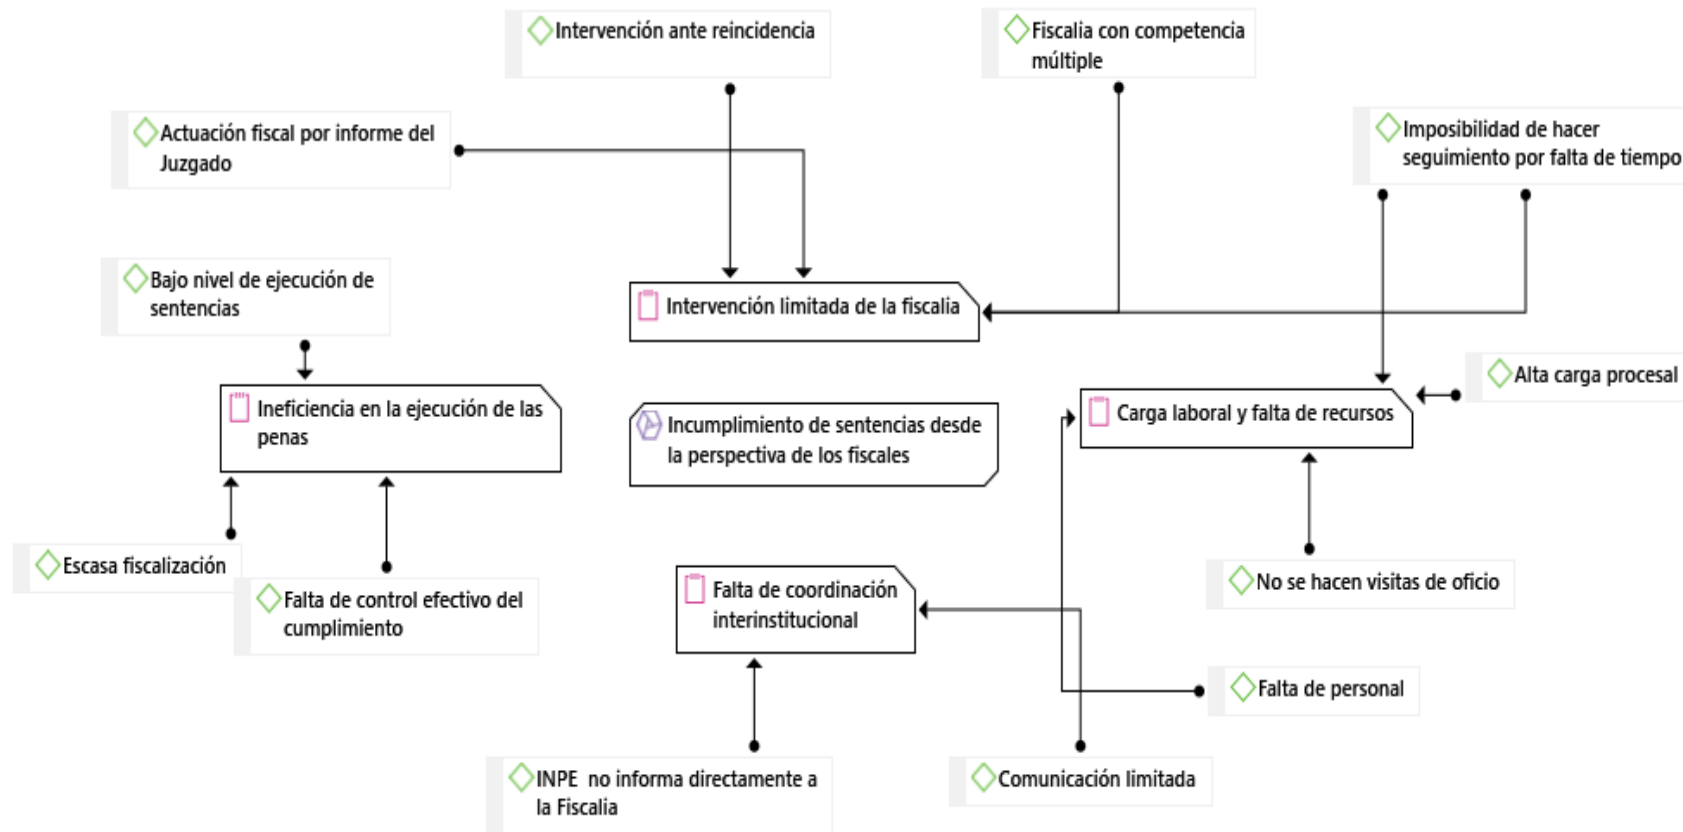 Intervención ante reincidencia
Fiscalia con competencia
múltiple
Actuación fiscal por informe del
Juzgado
Imposibilidad de hacer
seguimiento por falta de tiempo
Bajo nivel de ejecución de
sentencias
Intervención limitada de la fiscalia
Alta carga procesal
Ineficiencia en la ejecución de las
penas
Incumplimiento de sentencias desde
la perspectiva de los fiscales
Carga laboral y falta de recursos
Escasa fiscalización
Falta de control efectivo del
cumplimiento
Falta de coordinación
interinstitucional
No se hacen visitas de oficio
Falta de personal
INPE  no informa directamente a
la Fiscalia
Comunicación limitada